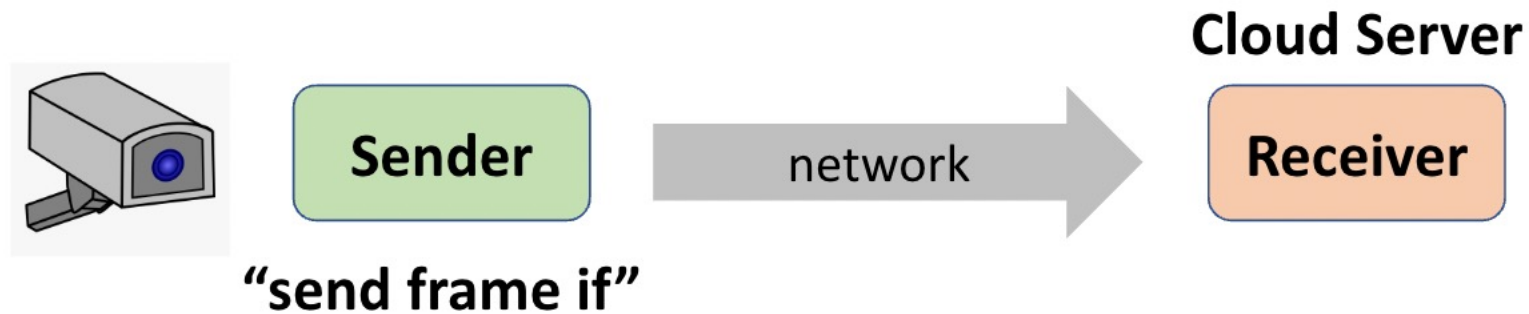 Cloud Server
Sender
network
Receiver
“send frame if”